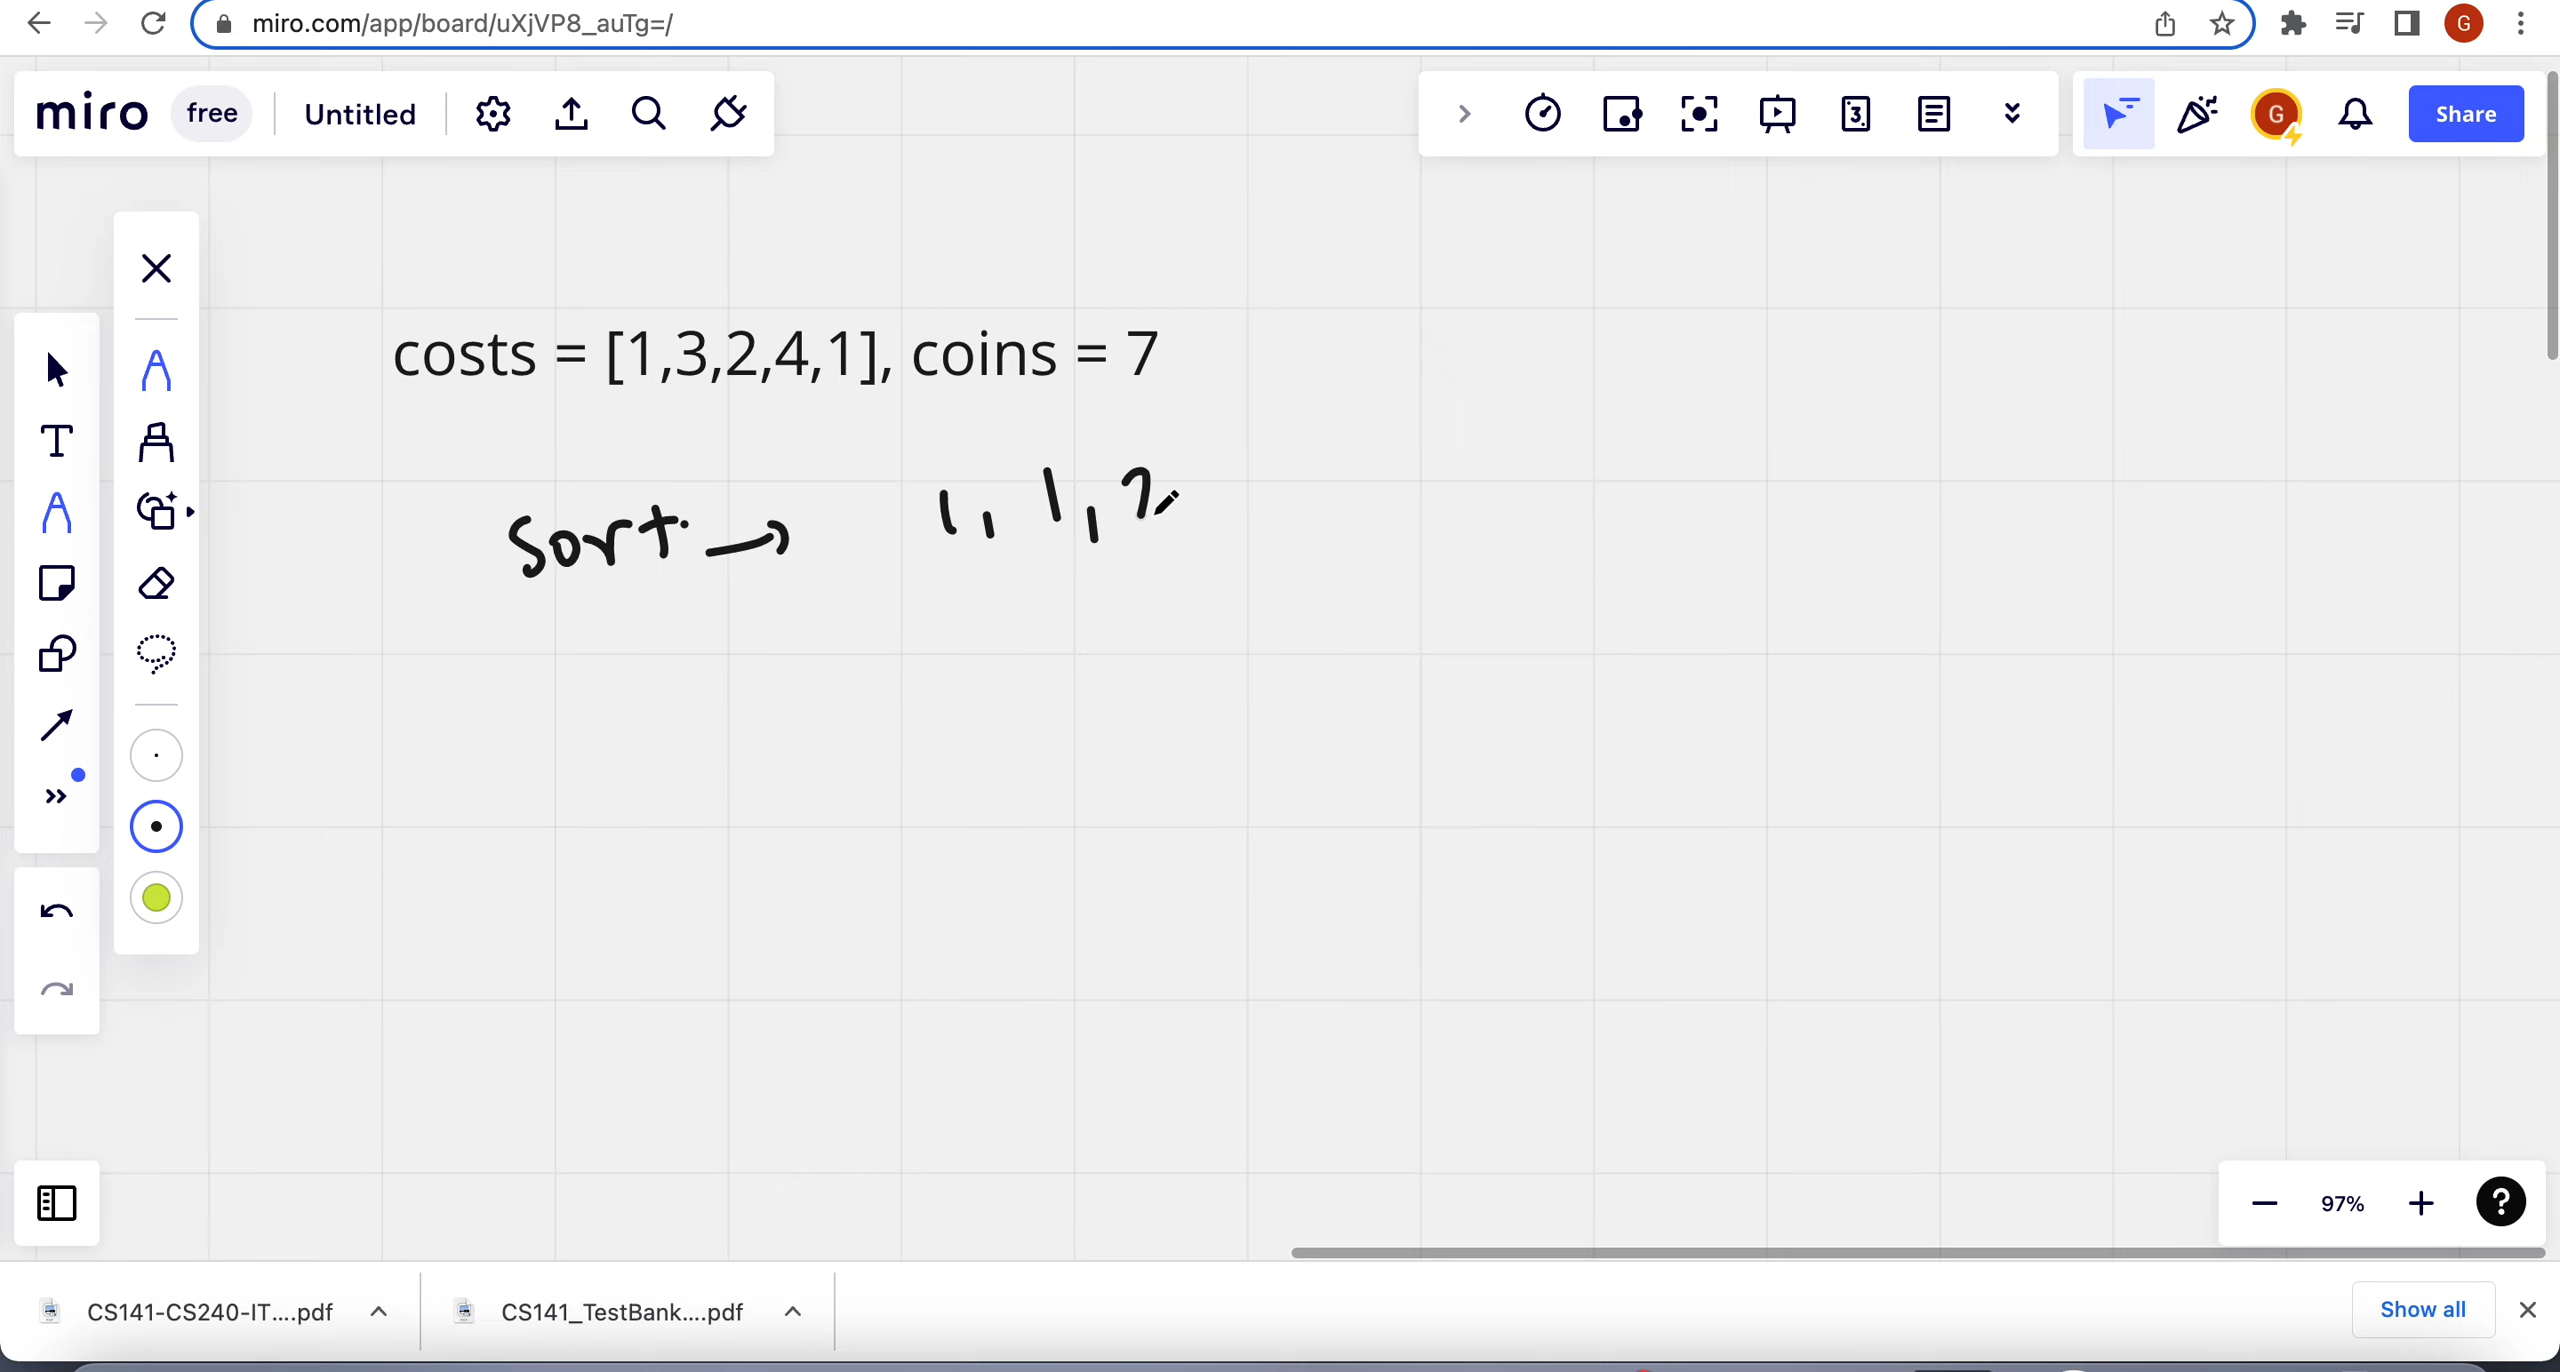 miro.com/app/board/uXjVP8_auTg=/
G
miro free Untitled
3
G
Share
costs = [1,3,2,4,1], coins = 7
Sort → 1, 1, 2
97%
?
CS141-CS240-IT....pdf
CS141_TestBank....pdf
Show all